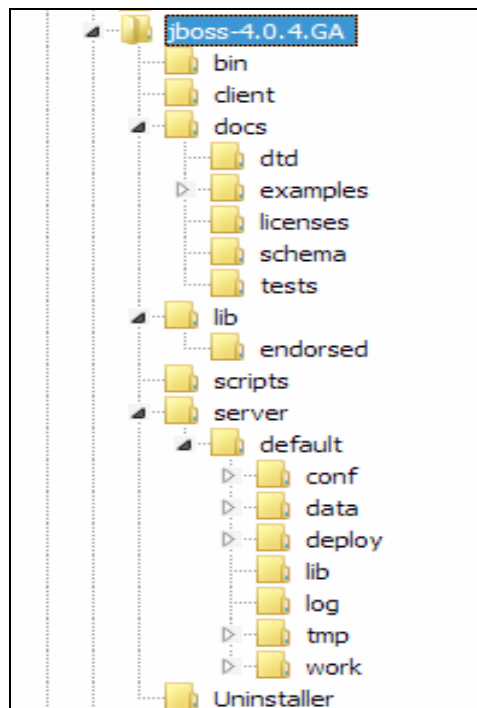 jboss-4.0.4.GA
bin
client
docs
dtd
examples
licenses
schema
tests
lib
endorsed
scripts
server
default
conf
data
deploy
lib
log
tmp
work
Uninstaller